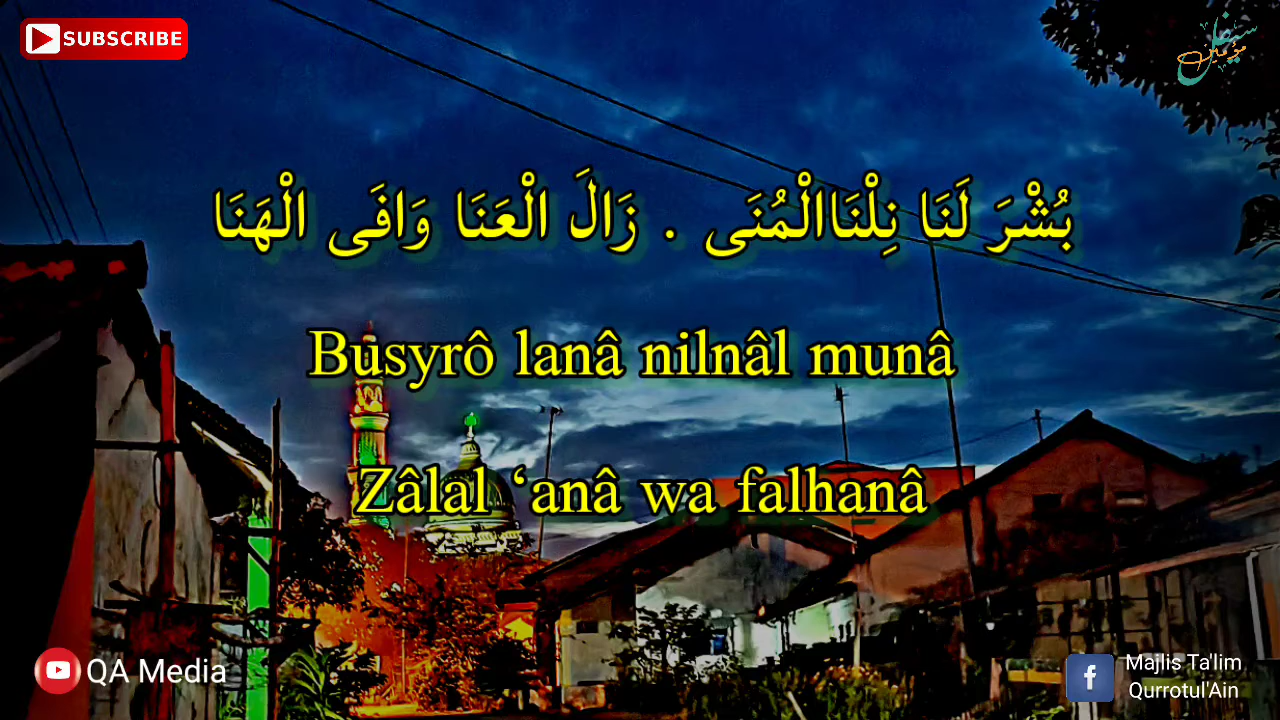 SUBSCRIBE
بُشْرَ لَنَا نِلْنَاالْمُنَى . زَالَ الْعَنَا وَافَى الْهَنَا
Busyrô lanâ nilnâl munâ
Zâlal ‘anâ wa falhanâ
QA Media
Majlis Ta'lim
Qurrotul'Ain